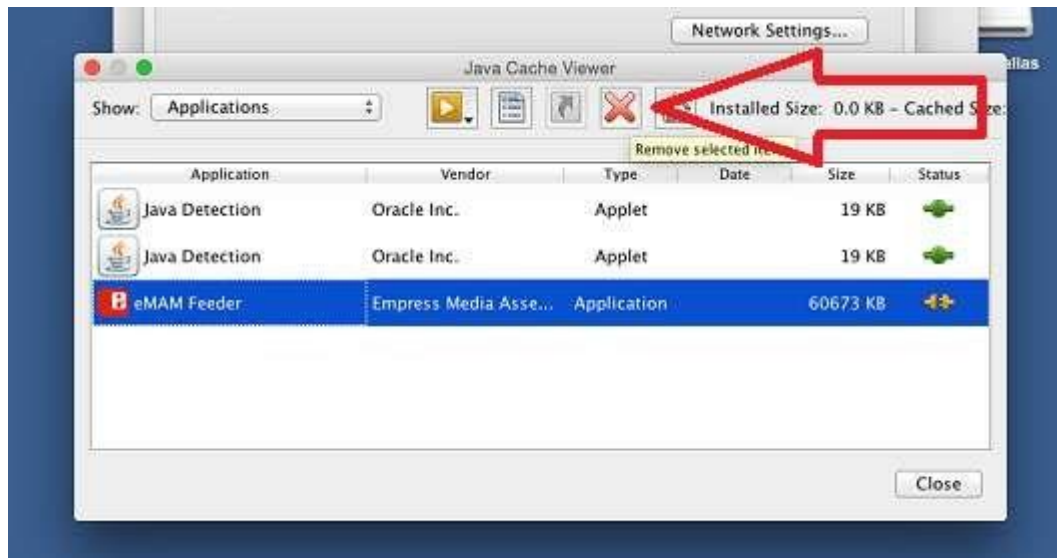 Network Settings...
ellas
Java Cache Viewer
Show: Applications
Installed Size: 0.0 KB – Cached Size:
Remove selected
Application Vendor Type Date Size Status
Java Detection Oracle Inc. Applet 19 KB
Java Detection Oracle Inc. Applet 19 KB
eMAM Feeder Empress Media Asse... Application 60673 KB
Close